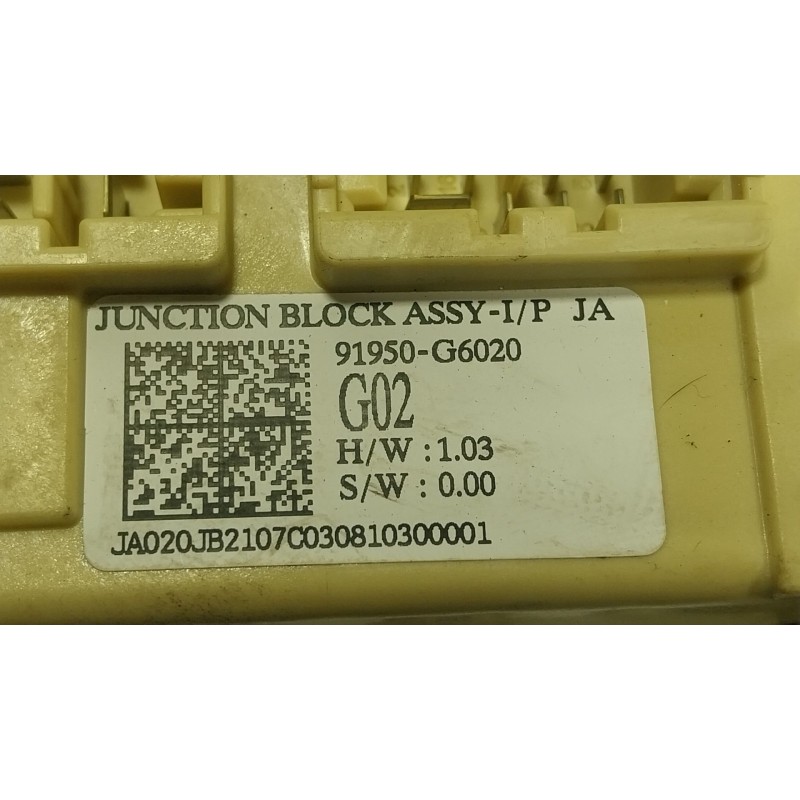 JUNCTION BLOCK ASSY-I/P JA
91950-G6020
G02
H/W : 1.03
S/W : 0.00
JA020JB2107C030810300001